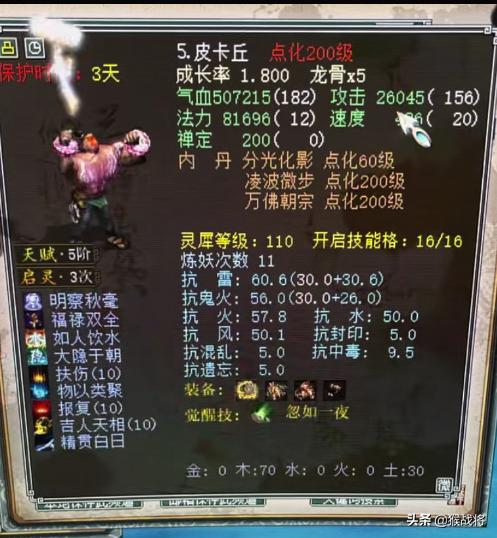 保护时 : 3天
5.皮卡丘 点化200级
成长率 1.800 龙骨x5
气血507215(182) 攻击 26045( 156)
法力 81696( 12) 速度 ( 20)
禅定 200( 0)
内 丹 分光化影 点化60级
凌波微步 点化200级
万佛朝宗 点化200级
天赋·5阶
启灵·3次
明察秋毫
福禄双全
如人饮水
大隐于朝
扶伤(10)
物以类聚
报复(10)
吉人天相(10)
精贯白日
灵犀等级: 110 开启技能格: 16/16
炼妖次数 11
抗 雷: 60.6(30.0+30.6)
抗鬼火: 56.0(30.0+26.0)
抗 火: 57.8 抗 水: 50.0
抗 风: 50.1 抗封印: 5.0
抗混乱: 5.0 抗中毒: 9.5
抗遗忘: 5.0
装备:
觉醒技: 忽如一夜
金: 0 木:70 水: 0 火: 0 土:30
微
头条 @猴战将